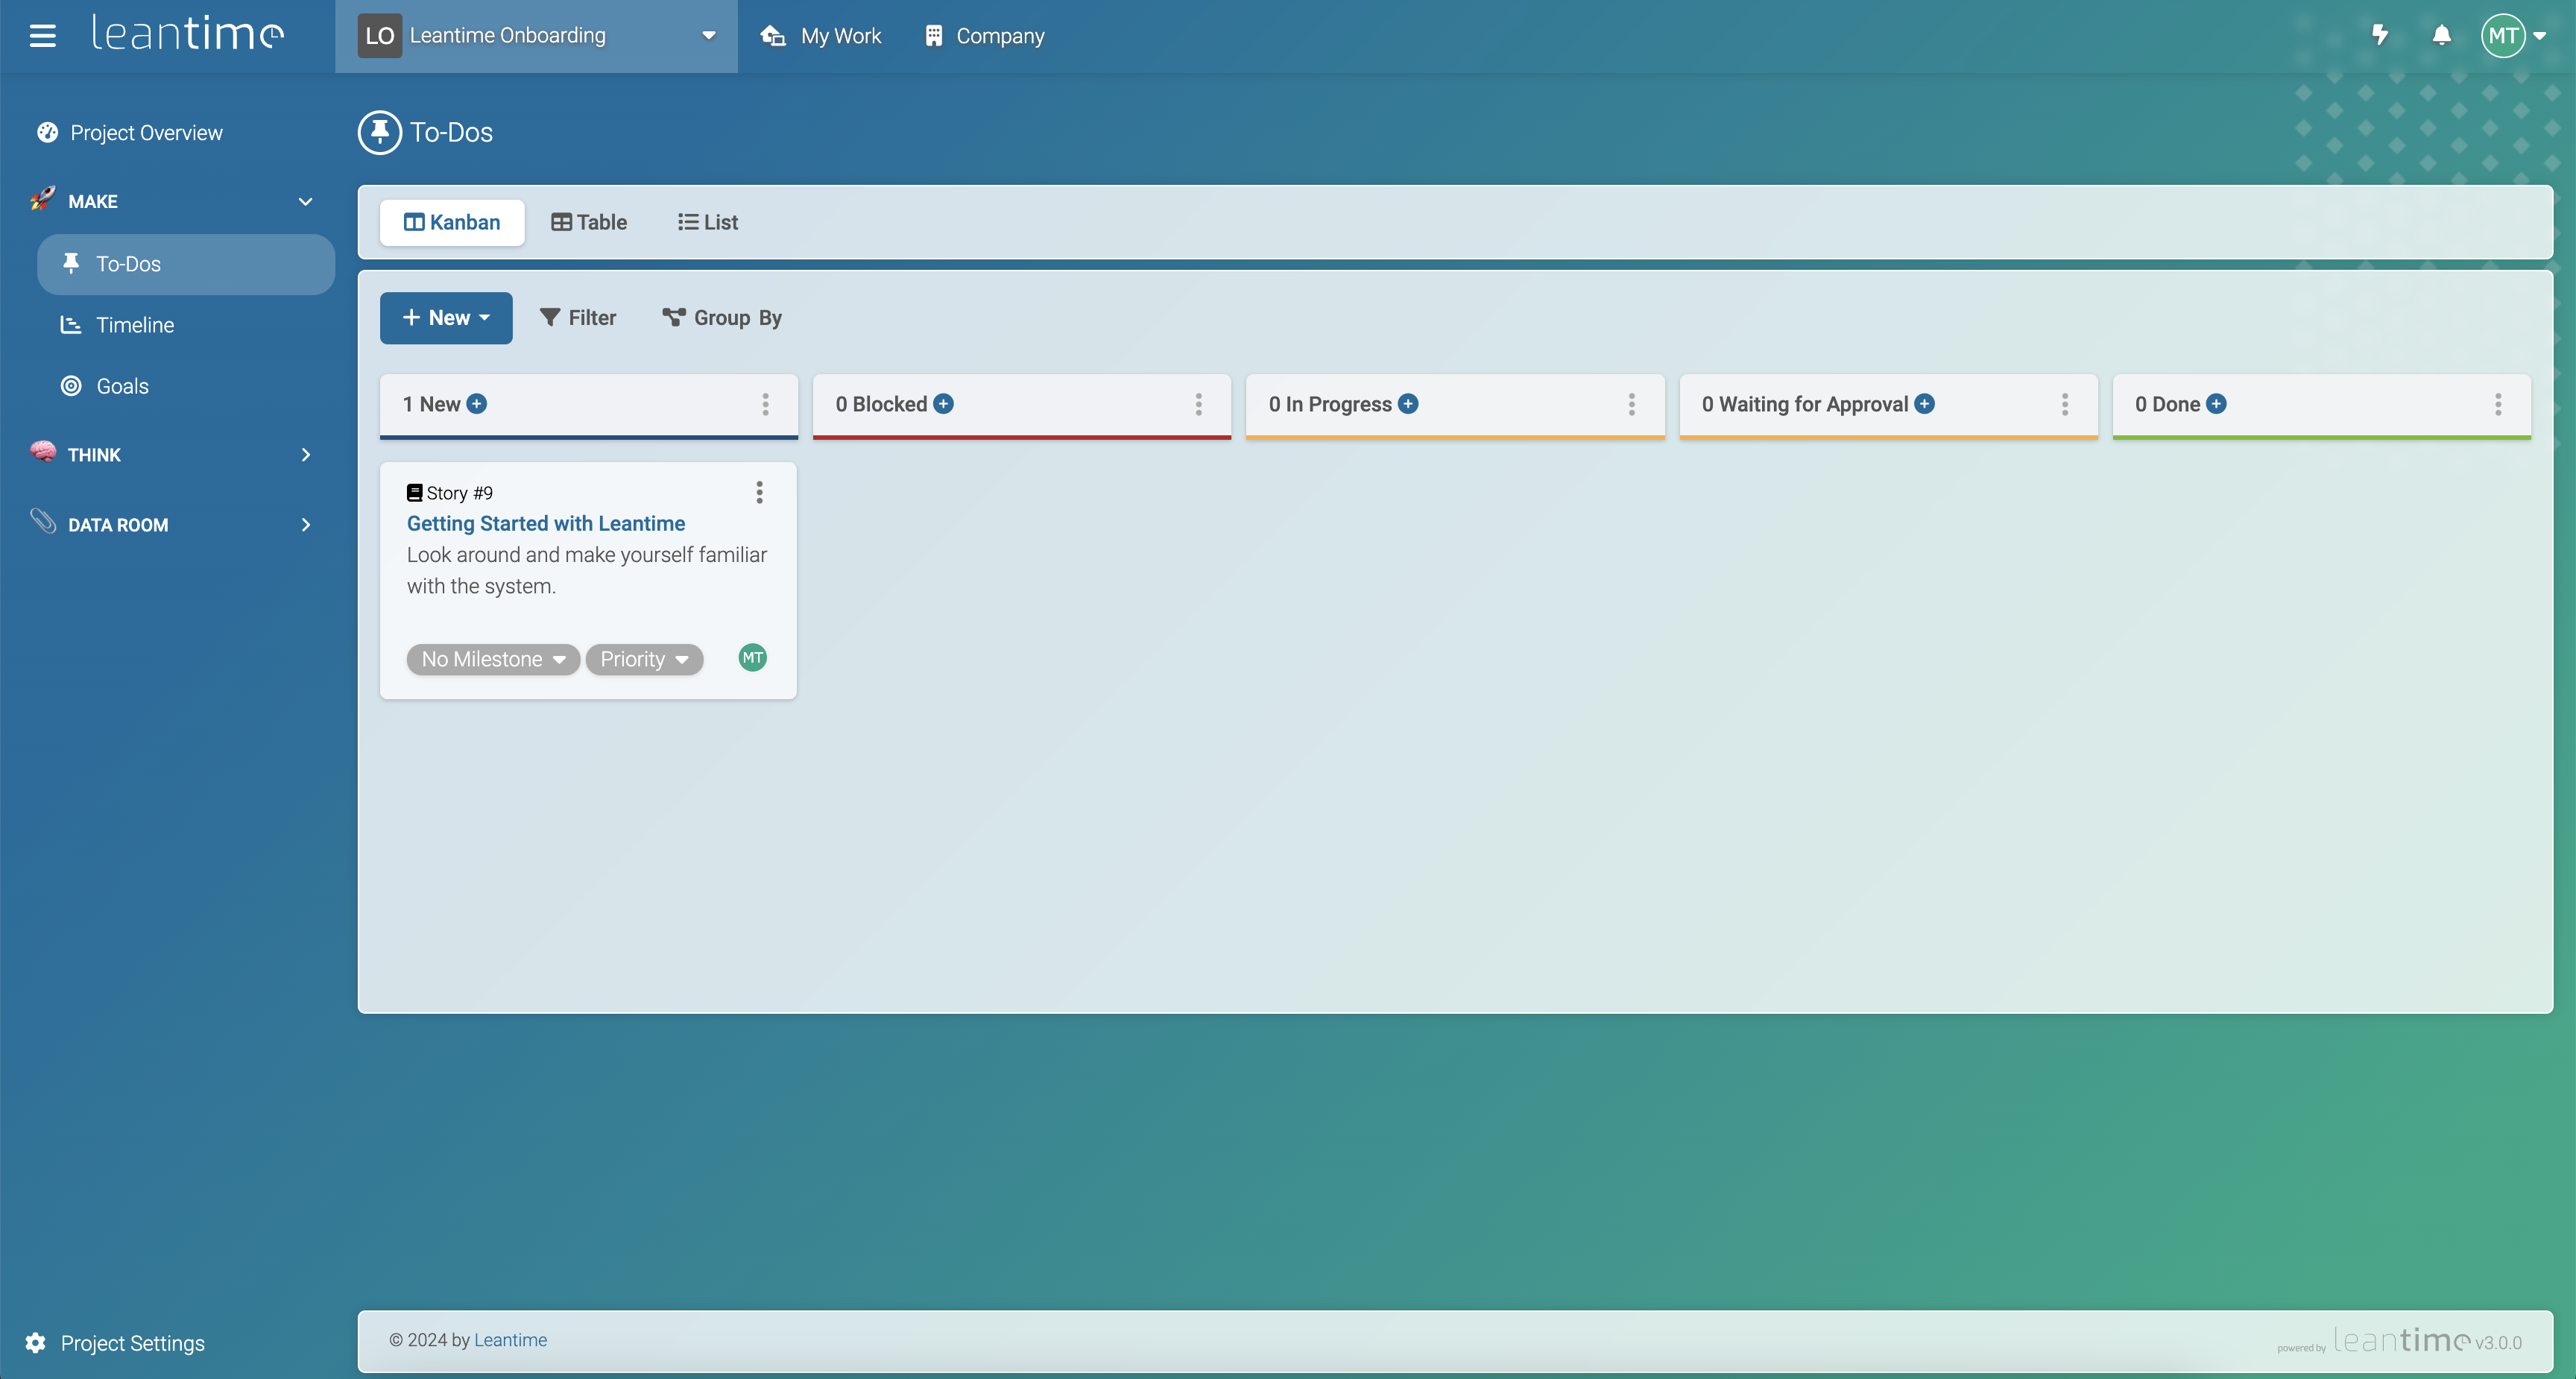 leantime
LO Leantime Onboarding
My Work
Company
MT
Project Overview
MAKE
To-Dos
Timeline
Goals
THINK
DATA ROOM
Project Settings
To-Dos
Kanban
Table
List
+ New
Filter
Group By
1 New
0 Blocked
0 In Progress
0 Waiting for Approval
0 Done
Story #9
Getting Started with Leantime
Look around and make yourself familiar
with the system.
No Milestone
Priority
MT
© 2024 by Leantime
powered by leantime v3.0.0